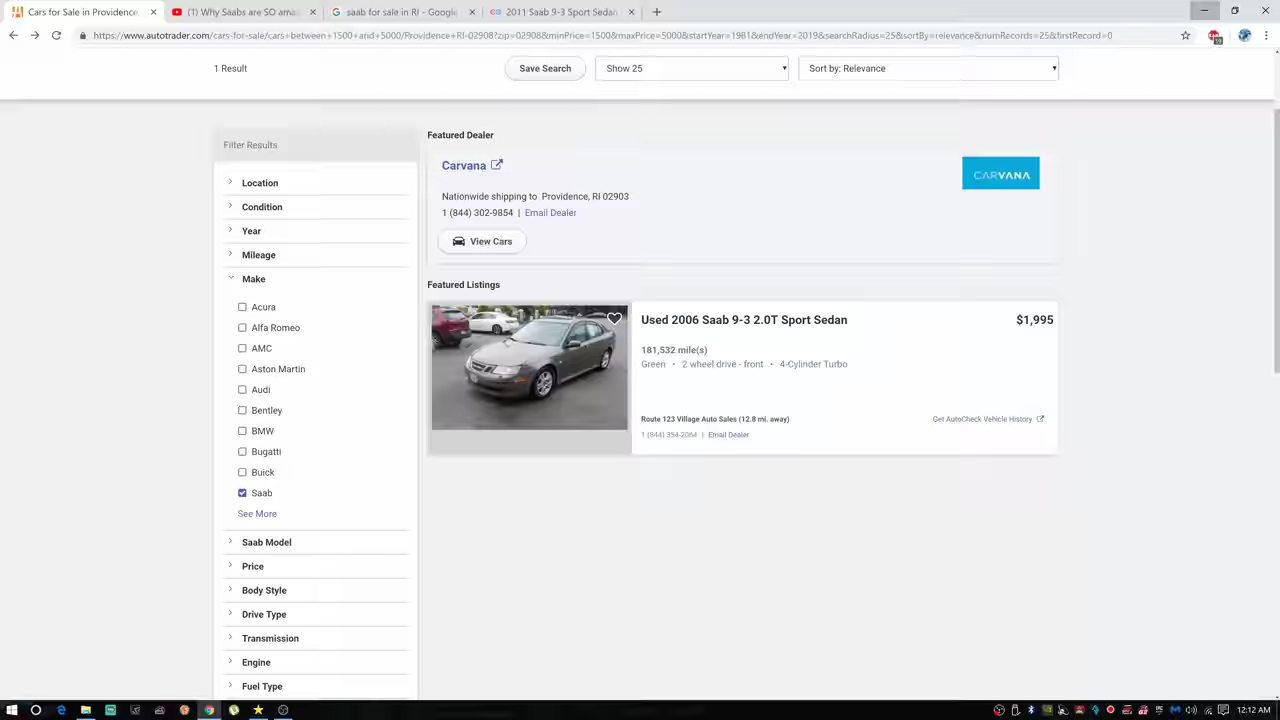 Cars for Sale in Providence,
(1) Why Saabs are SO amas
saab for sale in RI - Google
2011 Saab 9-3 Sport Sedan
https://www.autotrader.com/cars-for-sale/cars+between+1500+and+5000/Providence+RI-02908?zip=02908&minPrice=1500&maxPrice=5000&startYear=1981&endYear=2019&searchRadius=25&sortBy=relevance&numRecords=25&firstRecord=0
1 Result
Save Search
Show 25
Sort by: Relevance
Filter Results
Location
Condition
Year
Mileage
Make
Acura
Alfa Romeo
AMC
Aston Martin
Audi
Bentley
BMW
Bugatti
Buick
Saab
See More
Saab Model
Price
Body Style
Drive Type
Transmission
Engine
Fuel Type
Featured Dealer
Carvana
CARVANA
Nationwide shipping to Providence, RI 02903
1 (844) 302-9854 | Email Dealer
View Cars
Featured Listings
Used 2006 Saab 9-3 2.0T Sport Sedan
$1,995
181,532 mile(s)
Green • 2 wheel drive - front • 4-Cylinder Turbo
Route 123 Village Auto Sales (12.8 mi. away)
Get AutoCheck Vehicle History
1 (844) 354-2064 | Email Dealer
12:12 AM